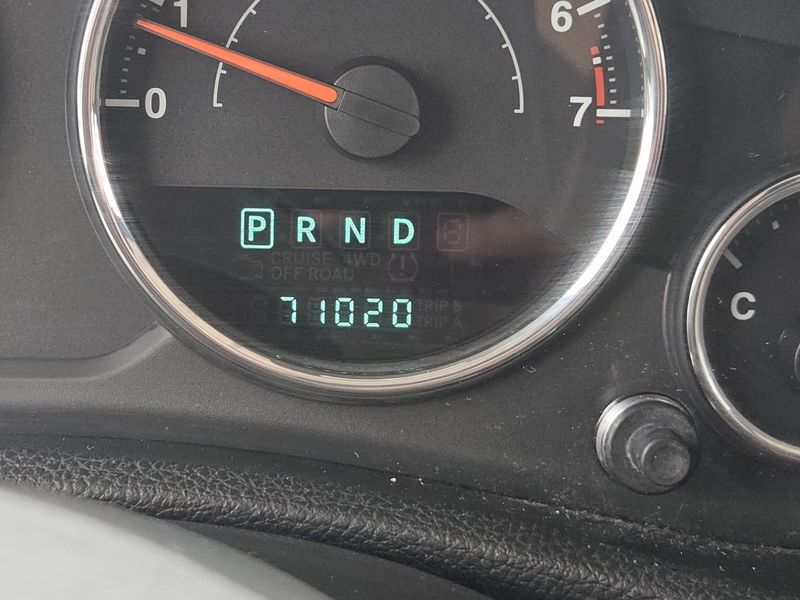 1
6
0
7
P R N D
CRUISE 4WD
OFF ROAD
TRIP B
71020
TRIP A
C